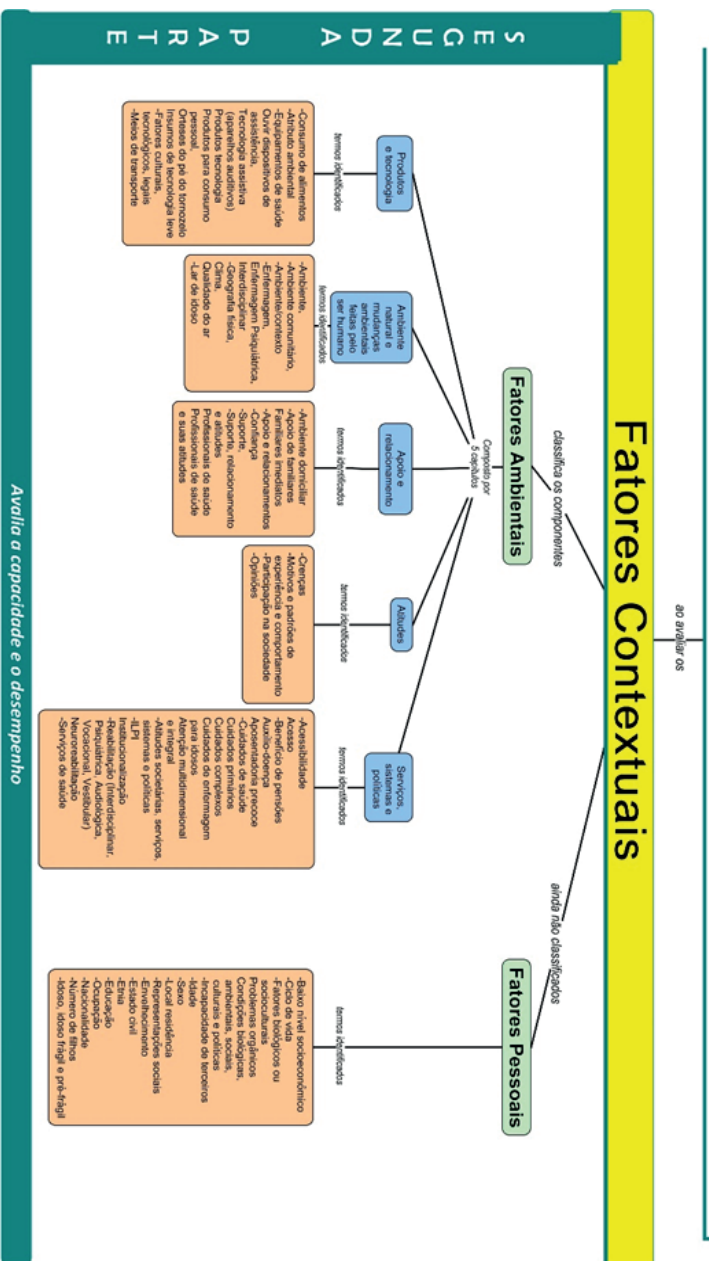 ao avaliar os
Fatores Contextuais
classifica os componentes
ainda não classificados
Fatores Ambientais
Fatores Pessoais
Composto por
5 capítulos
Produtos
e tecnologia
termos identificados
-Consumo de alimentos
-Atributo ambiental
-Equipamentos de saúde
Ouvir dispositivos de
assistência,
Tecnologia assistiva
(aparelhos auditivos)
Produtos tecnologia
Produtos para consumo
pessoal,
Orteses do pé do tornozelo
Insumos de tecnologia leve
-Fatores culturais,
tecnológicos, legais
-Meios de transporte
Ambiente
natural e
mudanças
ambientais
feitas pelo
ser humano
termos identificados
-Ambiente,
-Ambiente comunitário,
-Ambiente/contexto
-Enfermagem,
Enfermagem Psiquiátrica,
Interdisciplinar
-Geografia física,
Clima,
Qualidade do ar
-Lar de idoso
Apoio e
relacionamento
termos identificados
-Ambiente domiciliar
-Apoio de familiares
Familiares imediatos
-Apoio e relacionamentos
-Confiança
-Suporte,
-Suporte, relacionamento
e atitudes
Profissionais de saúde
Profissionais de saúde
e suas atitudes
Atitudes
termos identificados
-Crenças
-Motivos e padrões de
experiência e comportamento
-Participação na sociedade
-Opiniões
Serviços,
sistemas e
políticas
termos identificados
-Acessibilidade
Acesso
-Benefício de pensões
Auxílio-doença
Aposentadoria precoce
-Cuidados de saúde
Cuidados primários
Cuidados complexos
Cuidados de enfermagem
para idosos
Atenção multidimensional
e integral
-Atitudes societárias, serviços,
sistemas e políticas
-ILPI
Institucionalização
-Reabilitação (Interdisciplinar,
Psiquiátrica, Audiológica,
Vocacional, Vestibular)
Neuroreabilitação
-Serviços de saúde
termos identificados
-Baixo nível socioeconômico
-Ciclo de vida
-Fatores biológicos ou
socioculturais
Problemas orgânicos
Condições biológicas,
ambientais, sociais,
culturais e políticas
-Incapacidade de terceiros
-Idade
-Sexo
-Local residência
-Representações sociais
-Envelhecimento
-Estado civil
-Etnia
-Educação
-Ocupação
-Nacionalidade
-Número de filhos
-Idoso, idoso frágil e pré-frágil
SEGUNDA PARTE
Avalia a capacidade e o desempenho